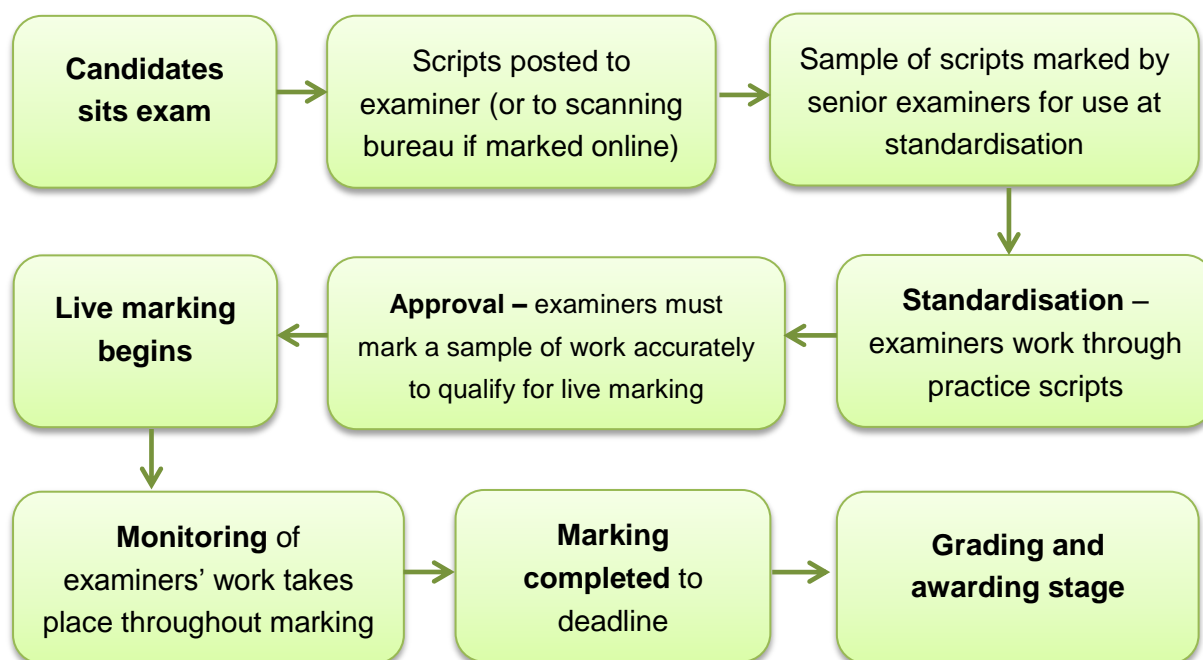 Candidates
sits exam
Scripts posted to
examiner (or to scanning
bureau if marked online)
Sample of scripts marked by
senior examiners for use at
standardisation
Standardisation –
examiners work through
practice scripts
Approval – examiners must
mark a sample of work accurately
to qualify for live marking
Live marking
begins
Monitoring of
examiners’ work takes
place throughout marking
Marking
completed to
deadline
Grading and
awarding stage